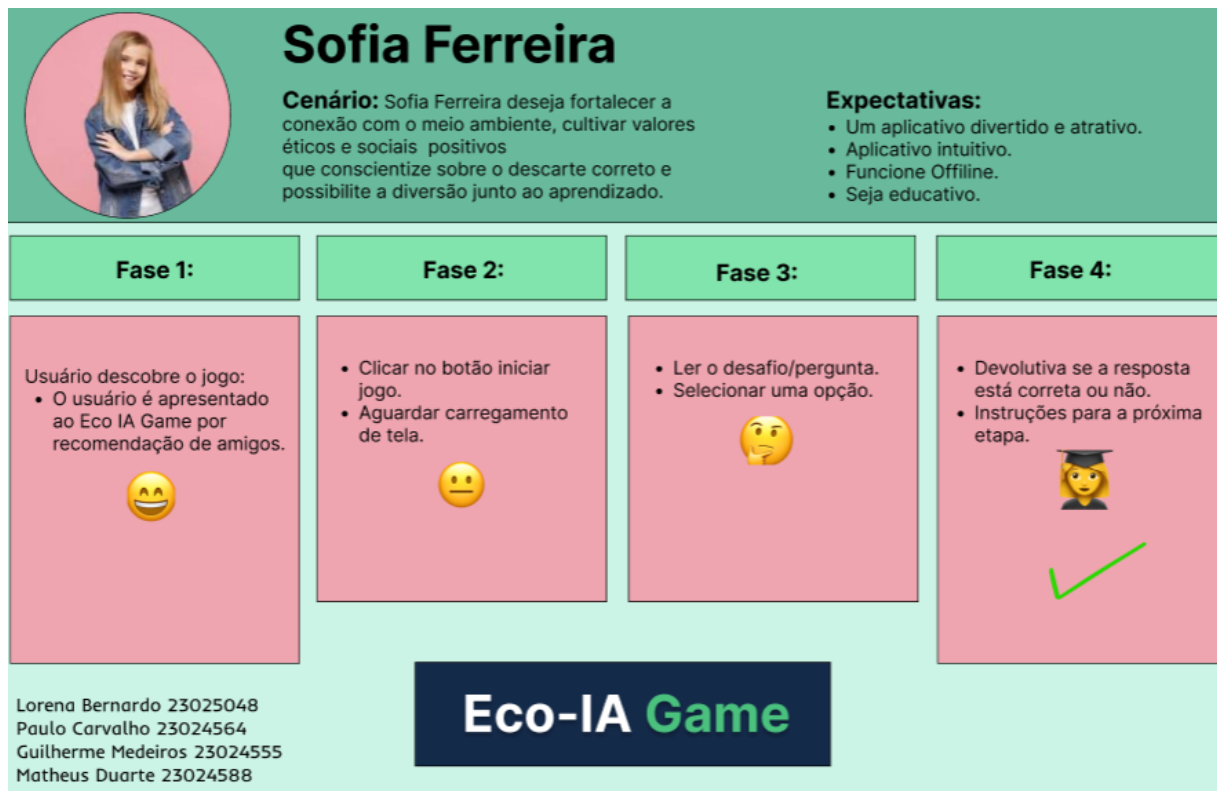 Sofia Ferreira
Cenário: Sofia Ferreira deseja fortalecer a
conexão com o meio ambiente, cultivar valores
éticos e sociais  positivos
que conscientize sobre o descarte correto e
possibilite a diversão junto ao aprendizado.
Expectativas:
• Um aplicativo divertido e atrativo.
• Aplicativo intuitivo.
• Funcione Offiline.
• Seja educativo.
Fase 1:
Usuário descobre o jogo:
• O usuário é apresentado
ao Eco IA Game por
recomendação de amigos.
Fase 2:
• Clicar no botão iniciar
jogo.
• Aguardar carregamento
de tela.
Fase 3:
• Ler o desafio/pergunta.
• Selecionar uma opção.
Fase 4:
• Devolutiva se a resposta
está correta ou não.
• Instruções para a próxima
etapa.
Lorena Bernardo 23025048
Paulo Carvalho 23024564
Guilherme Medeiros 23024555
Matheus Duarte 23024588
Eco-IA Game